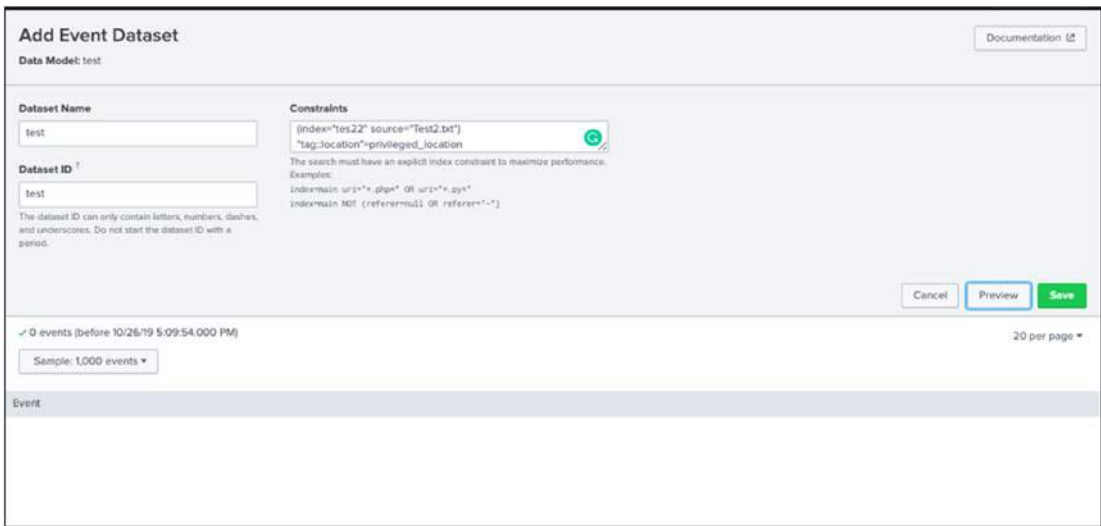 Add Event Dataset
Documentation
Data Model: test
Dataset Name
test
Dataset ID ?
test
The dataset ID can only contain letters, numbers, dashes,
and underscores. Do not start the dataset ID with a
period.
Constraints
(index="tes22" source="Test2.txt")
"tag::location"=privileged_location
The search must have an explicit index constraint to maximize performance.
Examples:
index=main uri="*.php*" OR uri="*.py*"
index=main NOT (referer=null OR referer="-")
Cancel
Preview
Save
✓ 0 events (before 10/26/19 5:09:54.000 PM)
20 per page
Sample: 1,000 events
Event